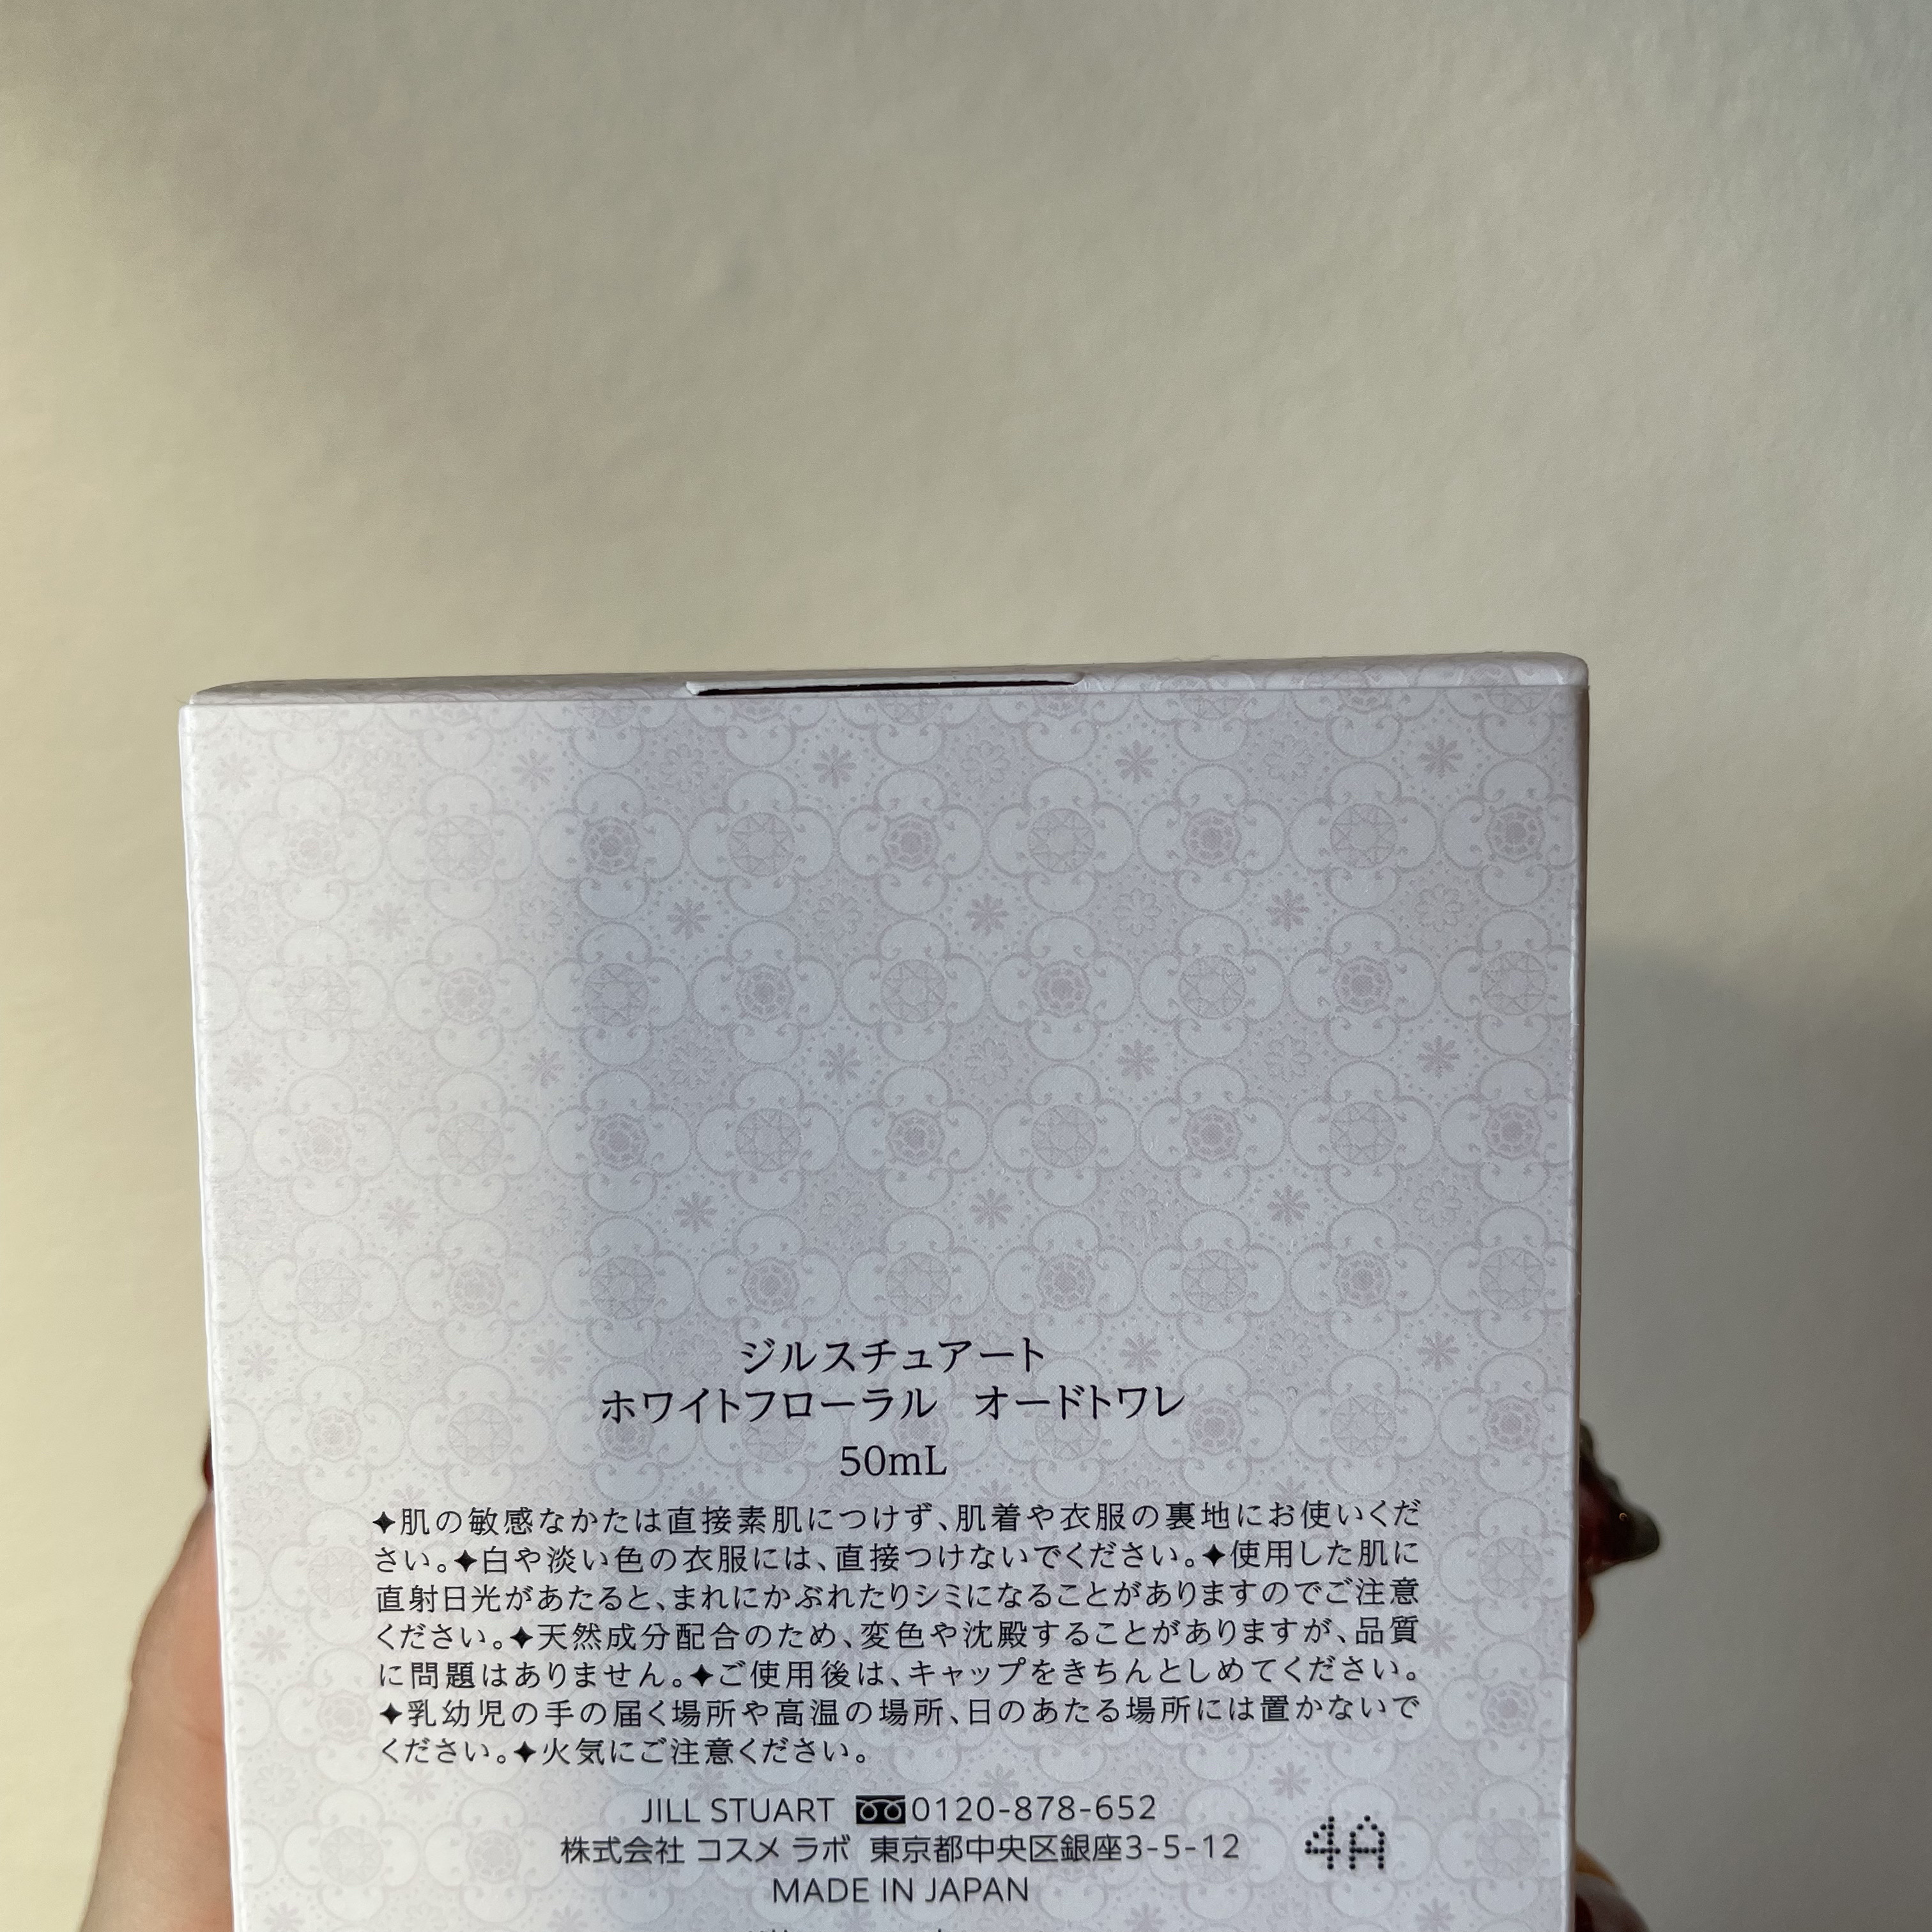 ジルスチュアート
ホワイトフローラル　オードトワレ
50mL
✦肌の敏感なかたは直接素肌につけず、肌着や衣服の裏地にお使いくだ
さい。✦白や淡い色の衣服には、直接つけないでください。✦使用した肌に
直射日光があたると、まれにかぶれたりシミになることがありますのでご注意
ください。✦天然成分配合のため、変色や沈殿することがありますが、品質
に問題はありません。✦ご使用後は、キャップをきちんとしめてください。
✦乳幼児の手の届く場所や高温の場所、日のあたる場所には置かないで
ください。✦火気にご注意ください。
JILL STUART 0120-878-652
株式会社 コスメ ラボ 東京都中央区銀座3-5-12
4A
MADE IN JAPAN